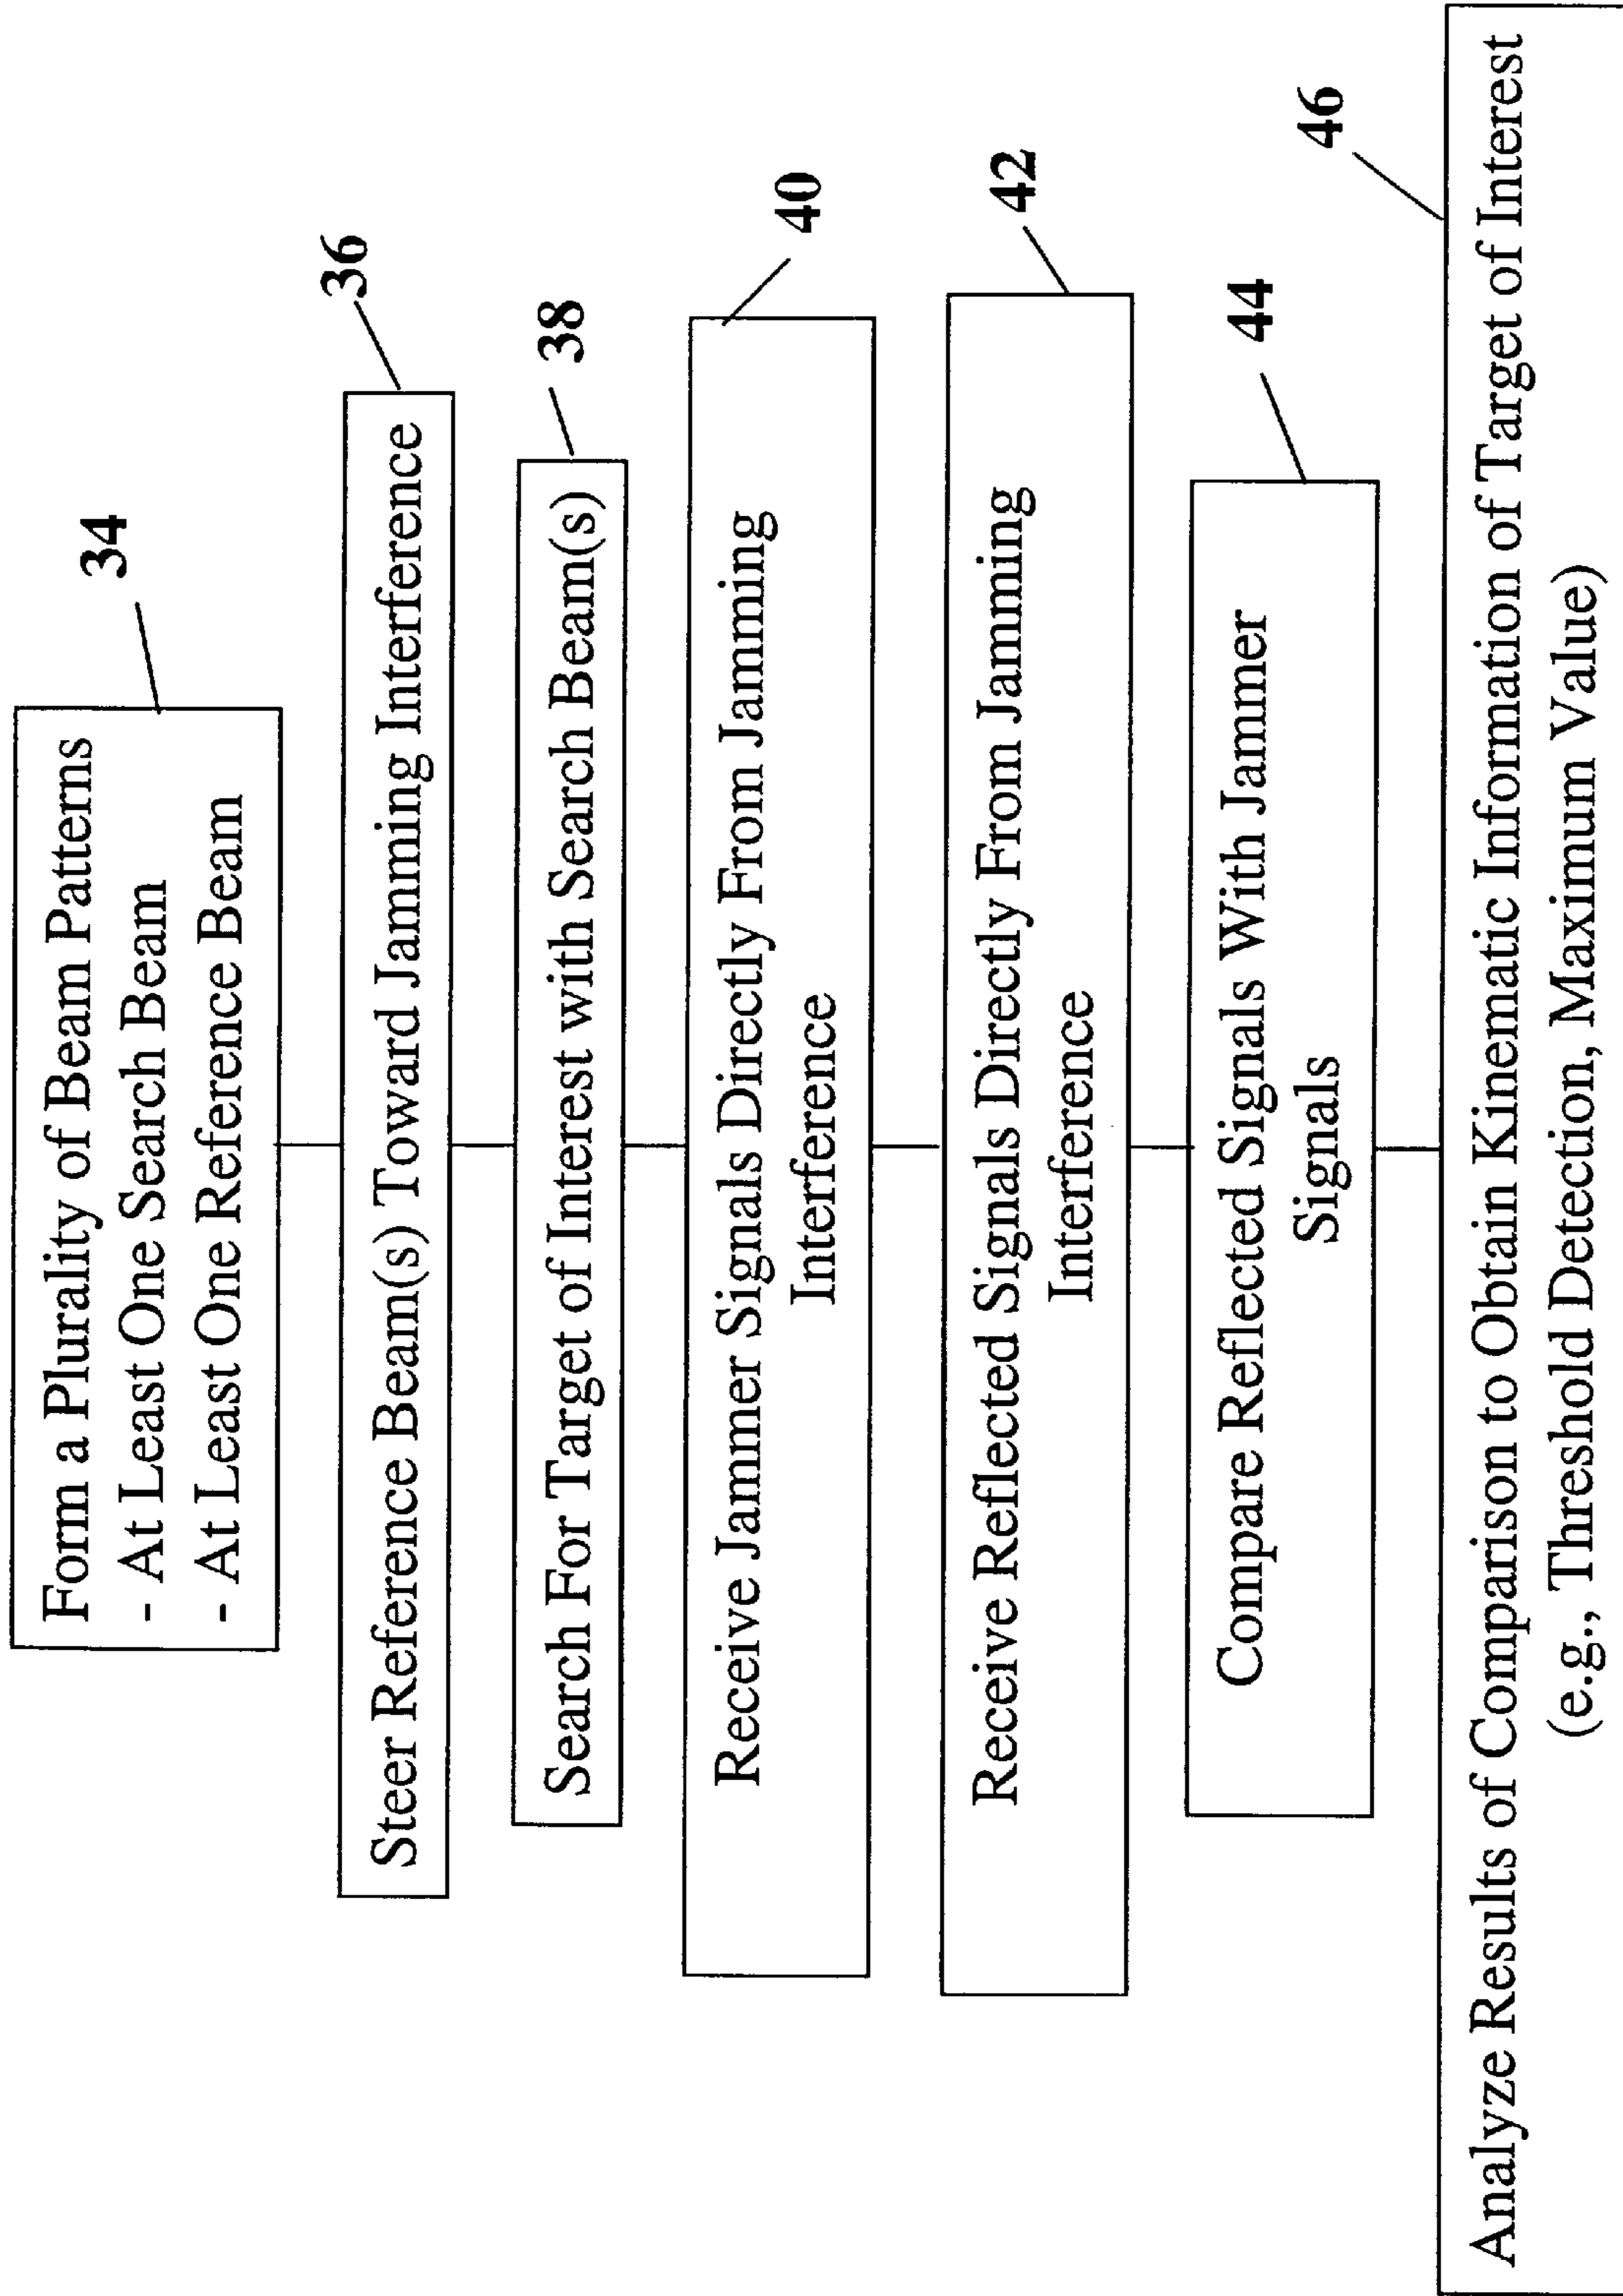 Form a Plurality of Beam Patterns
- At Least One Search Beam
- At Least One Reference Beam
34
Steer Reference Beam(s) Toward Jamming Interference
36
Search For Target of Interest with Search Beam(s)
38
Receive Jammer Signals Directly From Jamming
Interference
40
Receive Reflected Signals Directly From Jamming
Interference
42
Compare Reflected Signals With Jammer
Signals
44
Analyze Results of Comparison to Obtain Kinematic Information of Target of Interest
(e.g., Threshold Detection, Maximum Value)
46